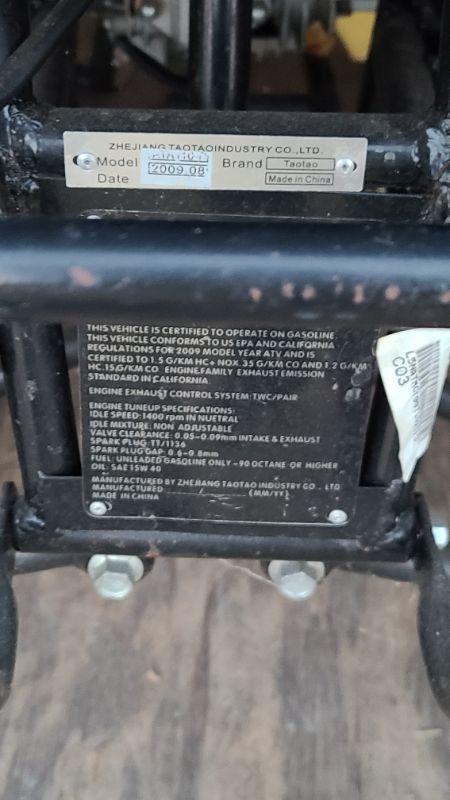 ZHEJIANG TAOTAO INDUSTRY CO.,LTD.
Model Brand Taotao
Date 2009.08 Made in China
THIS VEHICLE IS CERTIFIED TO OPERATE ON GASOLINE
THIS VEHICLE CONFORMS TO US EPA AND CALIFORNIA
REGULATIONS FOR 2009 MODEL YEAR ATV AND IS
CERTIFIED TO 1.5 G/KM HC+ NOX.35 G/KM CO AND 1.2 G/KM
HC.15,G/KM CO ENGINE.FAMILY EXHAUST EMISSION
STANDARD IN CALIFORNIA.
ENGINE EXHAUST CONTROL SYSTEM:TWC/PAIR
ENGINE TUNEUP SPECIFICATIONS:
IDLE SPEED:1400 rpm IN NUETRAL
IDLE MIXTURE: NON ADJUSTABLE
VALVE CLEARANCE: 0.05-0.09mm INTAKE & EXHAUST
SPARK PLUG:TT/1136
SPARK PLUG GAP: 0.6-0.8mm
FUEL: UNLEADED GASOLINE ONLY -90 OCTANE OR HIGHER
OIL: SAE 15W 40
MANUFACTURED BY ZHEJIANG TAOTAO INDUSTRY CO .. LTD
MANUFACTURED / (MM/YY)
MADE IN CHINA
C03